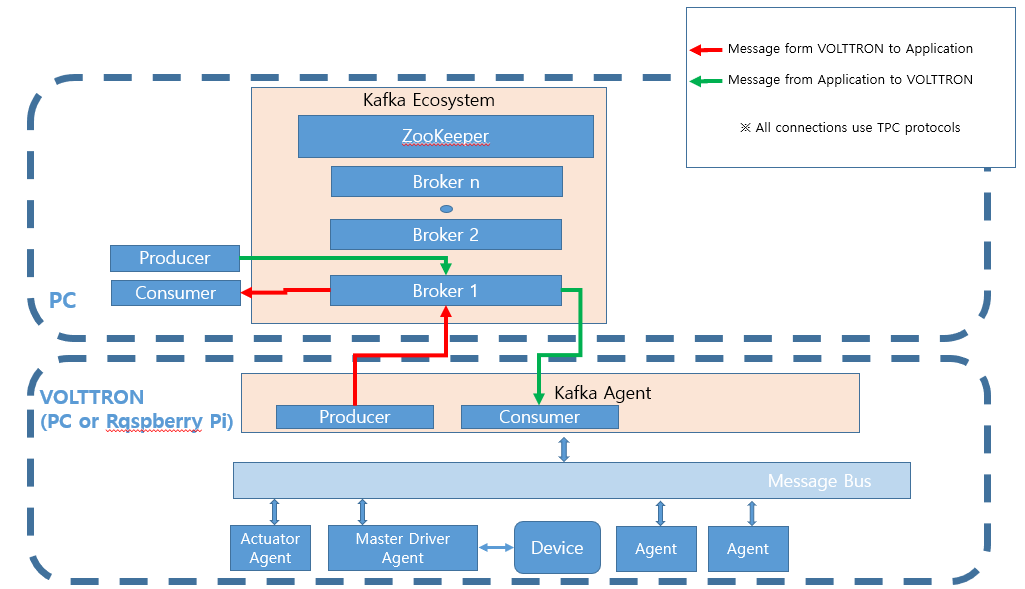 Message form VOLTTRON to Application
Message from Application to VOLTTRON
※ All connections use TPC protocols
Kafka Ecosystem
ZooKeeper
Broker n
Broker 2
Producer
Broker 1
Consumer
PC
VOLTTRON
(PC or Rqspberry Pi)
Kafka Agent
Producer
Consumer
Message Bus
Actuator
Agent
Master Driver
Agent
Device
Agent
Agent